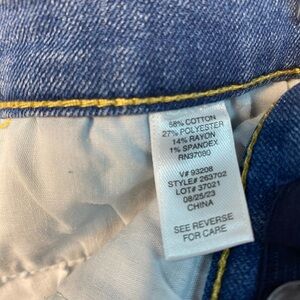 58% COTTON
27% POLYESTER
14% RAYON
1% SPANDEX
RN37080
V# 93208
STYLE# 263702
LOT# 37021
08/25/23
CHINA
SEE REVERSE
FOR CARE